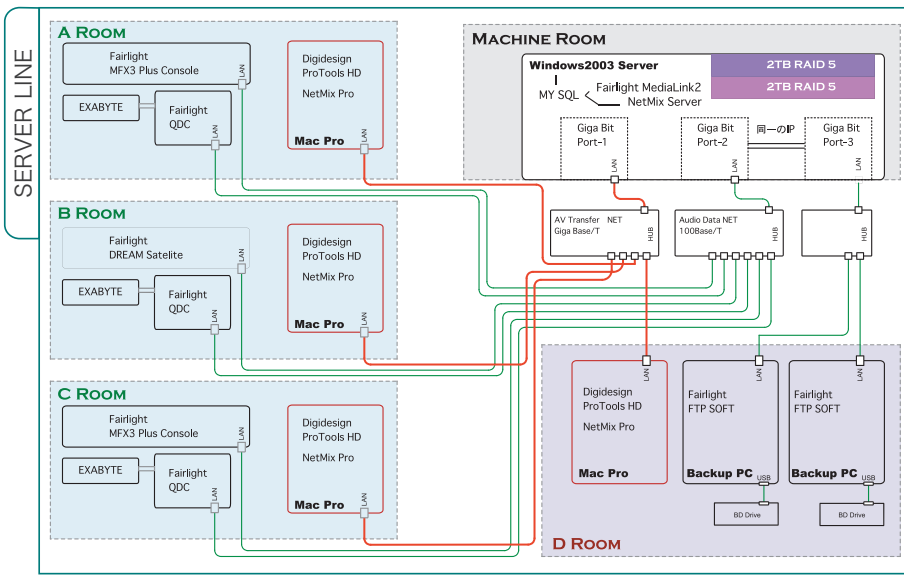 SERVER LINE
A ROOM
Fairlight
MFX3 Plus Console
LAN
EXABYTE
Fairlight
QDC
LAN
Digidesign
ProTools HD
NetMix Pro
Mac Pro
LAN
B ROOM
Fairlight
DREAM Satelite
LAN
EXABYTE
Fairlight
QDC
LAN
Digidesign
ProTools HD
NetMix Pro
Mac Pro
LAN
C ROOM
Fairlight
MFX3 Plus Console
LAN
EXABYTE
Fairlight
QDC
LAN
Digidesign
ProTools HD
NetMix Pro
Mac Pro
LAN
MACHINE ROOM
Windows2003 Server
2TB RAID 5
2TB RAID 5
MY SQL
Fairlight MediaLink2
NetMix Server
Giga Bit
Port-1
LAN
Giga Bit
Port-2
LAN
同一のIP
Giga Bit
Port-3
LAN
AV Transfer NET
Giga Base/T
HUB
Audio Data NET
100Base/T
HUB
HUB
LAN
Digidesign
ProTools HD
NetMix Pro
Mac Pro
LAN
Fairlight
FTP SOFT
Backup PC
USB
BD Drive
LAN
Fairlight
FTP SOFT
Backup PC
USB
BD Drive
D ROOM